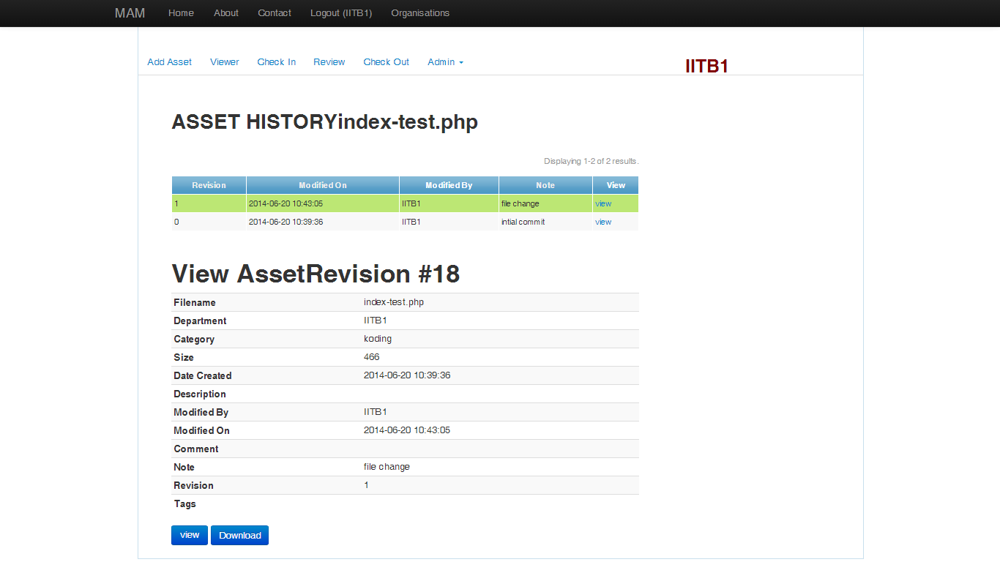 MAM Home About Contact Logout (IITB1) Organisations
Add Asset Viewer Check In Review Check Out Admin
IITB1
ASSET HISTORYindex-test.php
Displaying 1-2 of 2 results.
Revision Modified On Modified By Note View
1 2014-06-20 10:43:05 IITB1 file change view
0 2014-06-20 10:39:36 IITB1 intial commit view
View AssetRevision #18
Filename index-test.php
Department IITB1
Category koding
Size 466
Date Created 2014-06-20 10:39:36
Description
Modified By IITB1
Modified On 2014-06-20 10:43:05
Comment
Note file change
Revision 1
Tags
view Download